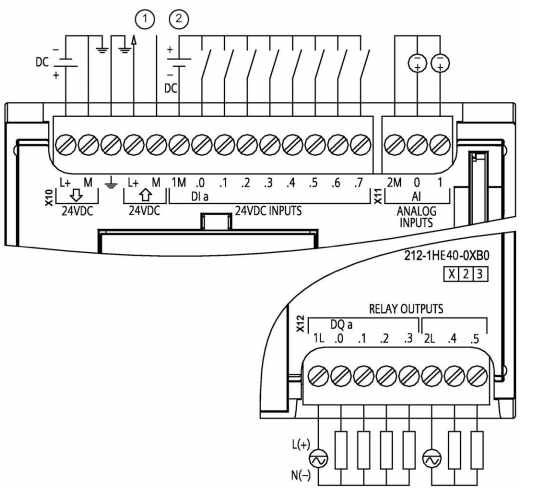 ① ②
− − +
DC
+ − DC
+ +
L+ M L+ M 1M .0 .1 .2 .3 .4 .5 .6 .7 2M 0 1
X10 24VDC 24VDC DI a X11 AI
24VDC INPUTS ANALOG
INPUTS
212-1HE40-0XB0
X 2 3
RELAY OUTPUTS
X12 DQ a
1L .0 .1 .2 .3 2L .4 .5
L(+)
N(−)